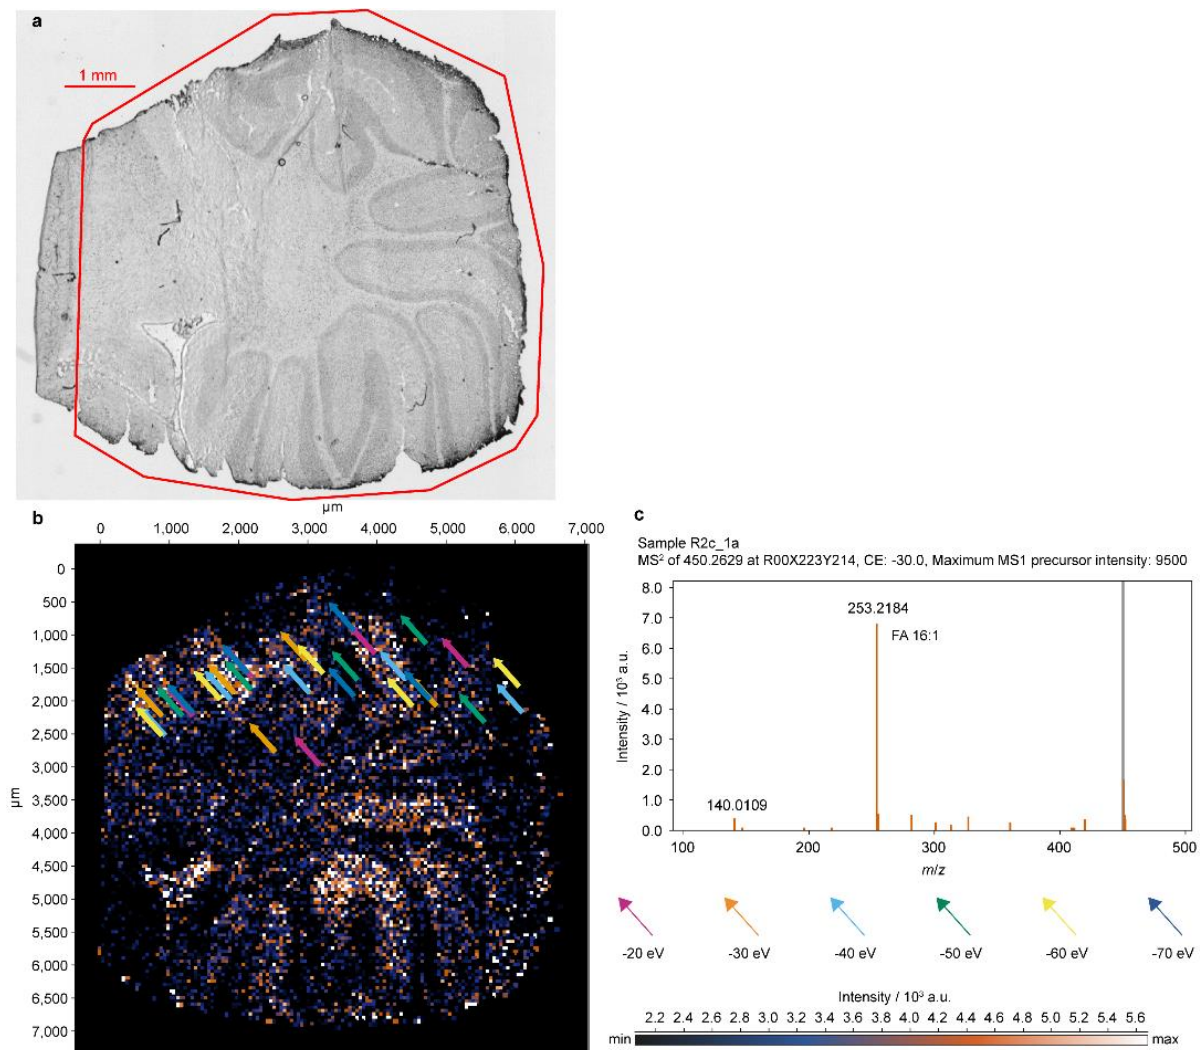 a
1 mm
µm
b
0 1,000 2,000 3,000 4,000 5,000 6,000 7,000
0
500
1,000
1,500
2,000
2,500
3,000
3,500
4,000
4,500
5,000
5,500
6,000
6,500
7,000
µm
c
Sample R2c_1a
MS² of 450.2629 at R00X223Y214, CE: -30.0, Maximum MS1 precursor intensity: 9500
8.0
7.0
6.0
5.0
4.0
3.0
2.0
1.0
0.0
Intensity / 10³ a.u.
253.2184
FA 16:1
140.0109
100 200 300 400 500
m/z
-20 eV -30 eV -40 eV -50 eV -60 eV -70 eV
Intensity / 10³ a.u.
2.2 2.4 2.6 2.8 3.0 3.2 3.4 3.6 3.8 4.0 4.2 4.4 4.6 4.8 5.0 5.2 5.4 5.6
min max